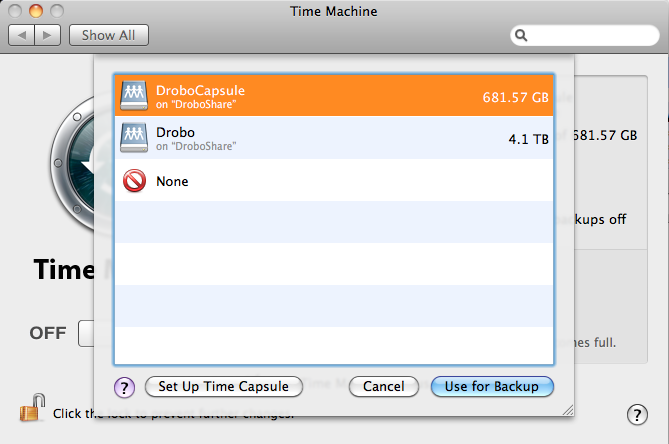 Time Machine
Show All
DroboCapsule
on "DroboShare"
681.57 GB
Drobo
on "DroboShare"
4.1 TB
None
681.57 GB
ackups off
Time
OFF
nes full.
?
Set Up Time Capsule
Cancel
Use for Backup
Click the lock to prevent further changes.
?